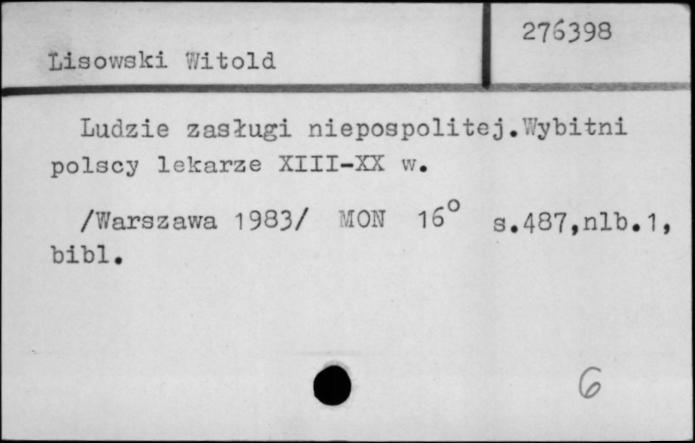 276398
Lisowski Witold
Ludzie zasługi niepospolitej.Wybitni
polscy lekarze XIII-XX w.
/Warszawa 1983/ MON 16° s.487,nlb.1,
bibl.
6